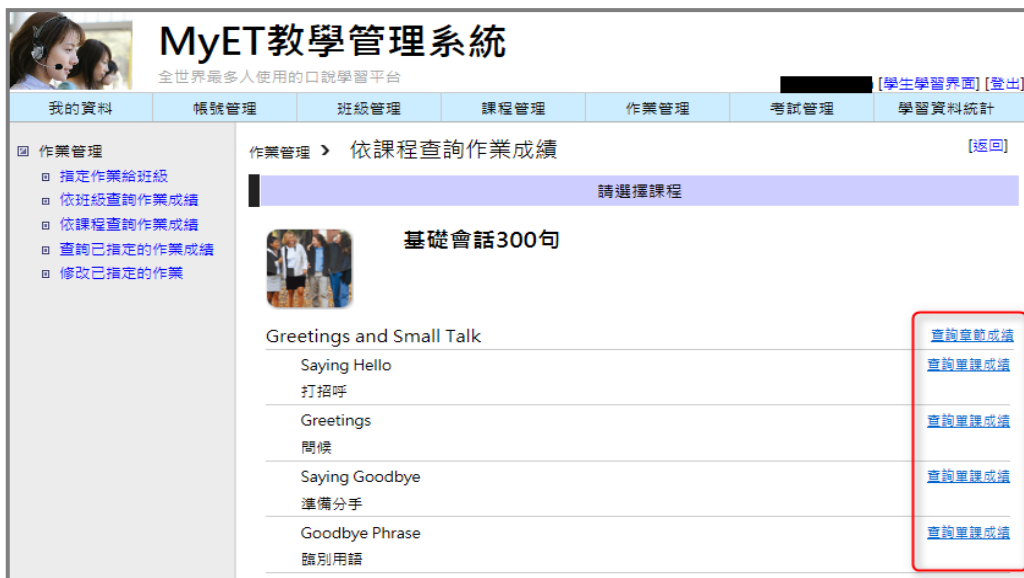 MyET教學管理系統
全世界最多人使用的口說學習平台
[學生學習界面] [登出]
我的資料 帳號管理 班級管理 課程管理 作業管理 考試管理 學習資料統計
作業管理
指定作業給班級
依班級查詢作業成績
依課程查詢作業成績
查詢已指定的作業成績
修改已指定的作業
作業管理 > 依課程查詢作業成績 [返回]
請選擇課程
基礎會話300句
Greetings and Small Talk 查詢章節成績
Saying Hello 查詢單課成績
打招呼
Greetings 查詢單課成績
問候
Saying Goodbye 查詢單課成績
準備分手
Goodbye Phrase 查詢單課成績
臨別用語